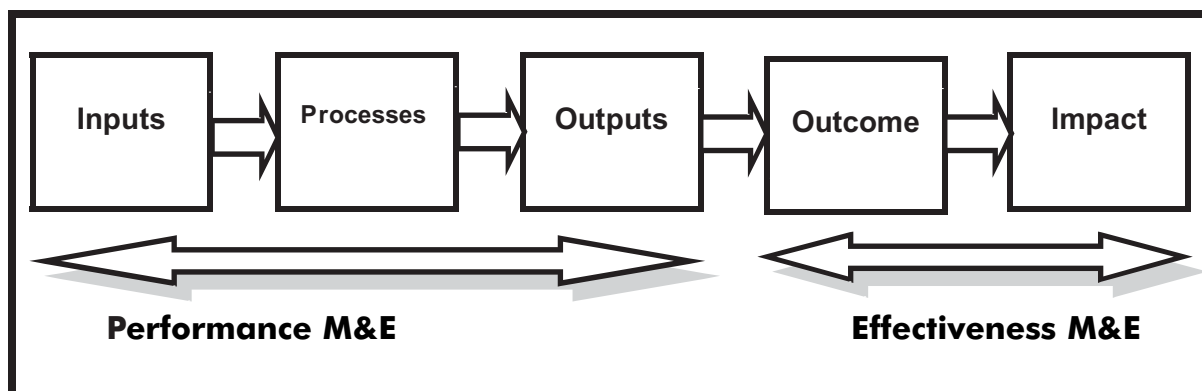 Inputs
Processes
Outputs
Outcome
Impact
Performance M&E
Effectiveness M&E